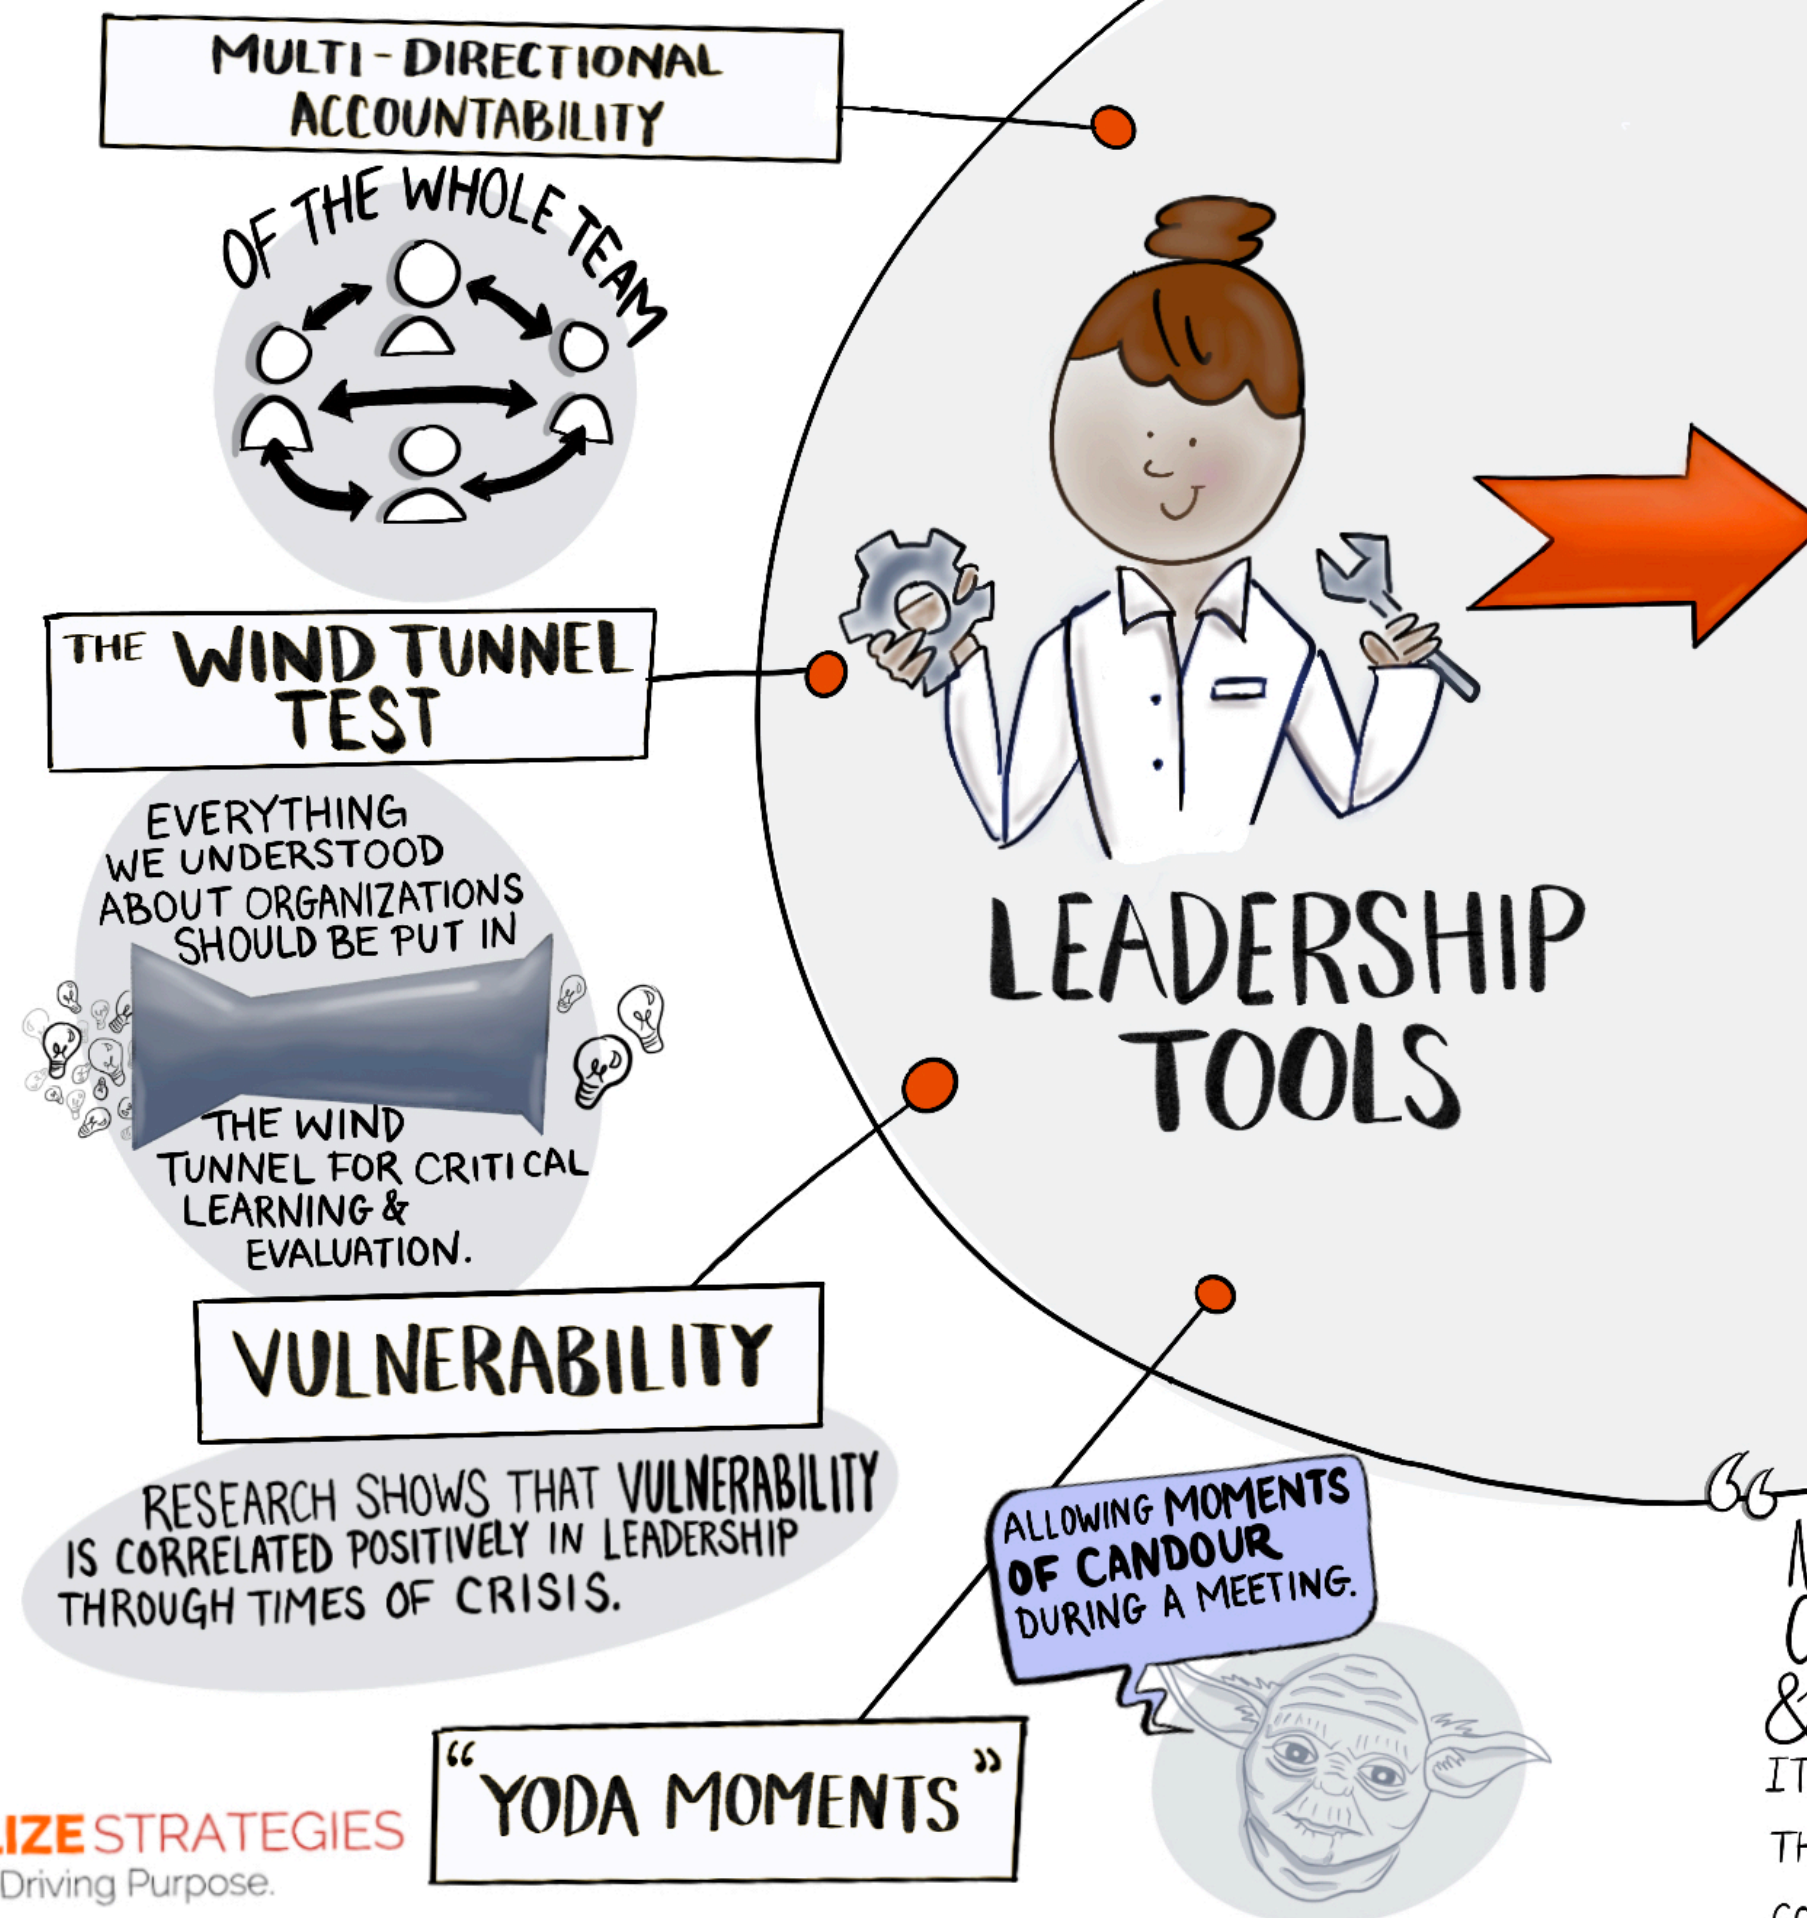 MULTI-DIRECTIONAL
ACCOUNTABILITY
OF THE WHOLE TEAM
THE WIND TUNNEL
TEST
EVERYTHING
WE UNDERSTOOD
ABOUT ORGANIZATIONS
SHOULD BE PUT IN
THE WIND
TUNNEL FOR CRITICAL
LEARNING &
EVALUATION.
VULNERABILITY
RESEARCH SHOWS THAT VULNERABILITY
IS CORRELATED POSITIVELY IN LEADERSHIP
THROUGH TIMES OF CRISIS.
LEADERSHIP
TOOLS
ALLOWING MOMENTS
OF CANDOUR
DURING A MEETING.
“YODA MOMENTS”
IZE STRATEGIES
Driving Purpose.
“
&
IT